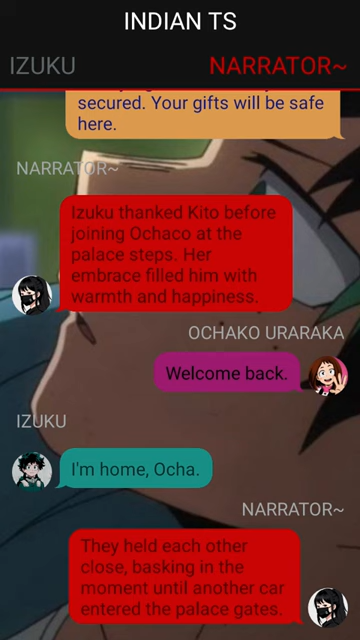 INDIAN TS
IZUKU
NARRATOR~
secured. Your gifts will be safe
here.
NARRATOR~
Izuku thanked Kito before
joining Ochaco at the
palace steps. Her
embrace filled him with
warmth and happiness.
OCHAKO URARAKA
Welcome back.
IZUKU
I'm home, Ocha.
NARRATOR~
They held each other
close, basking in the
moment until another car
entered the palace gates.